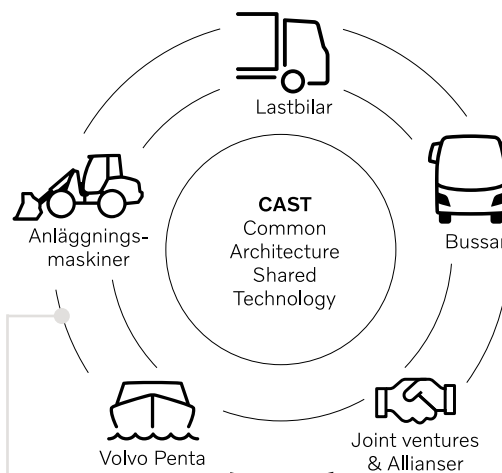 Lastbilar
Anläggnings-
maskiner
CAST
Common
Architecture
Shared
Technology
Bussar
Volvo Penta
Joint ventures
& Allianser